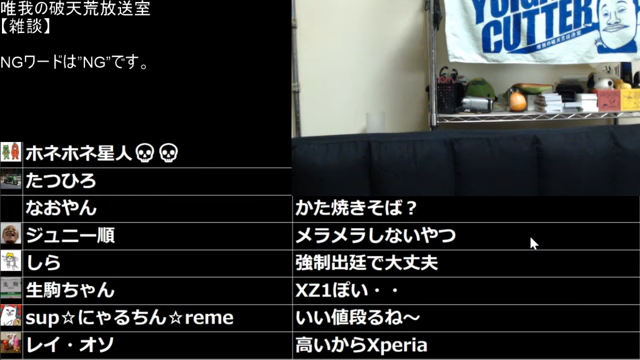 唯我の破天荒放送室
【雑談】
NGワードは”NG”です。
CUTTER
ホネホネ星人💀💀
たつひろ
なおやん
かた焼きそば？
ジュニー順
メラメラしないやつ
しら
強制出廷で大丈夫
生駒ちゃん
XZ1ぽい・・
sup☆にゃるちん☆reme
いい値段るね〜
レイ・オソ
高いからXperia